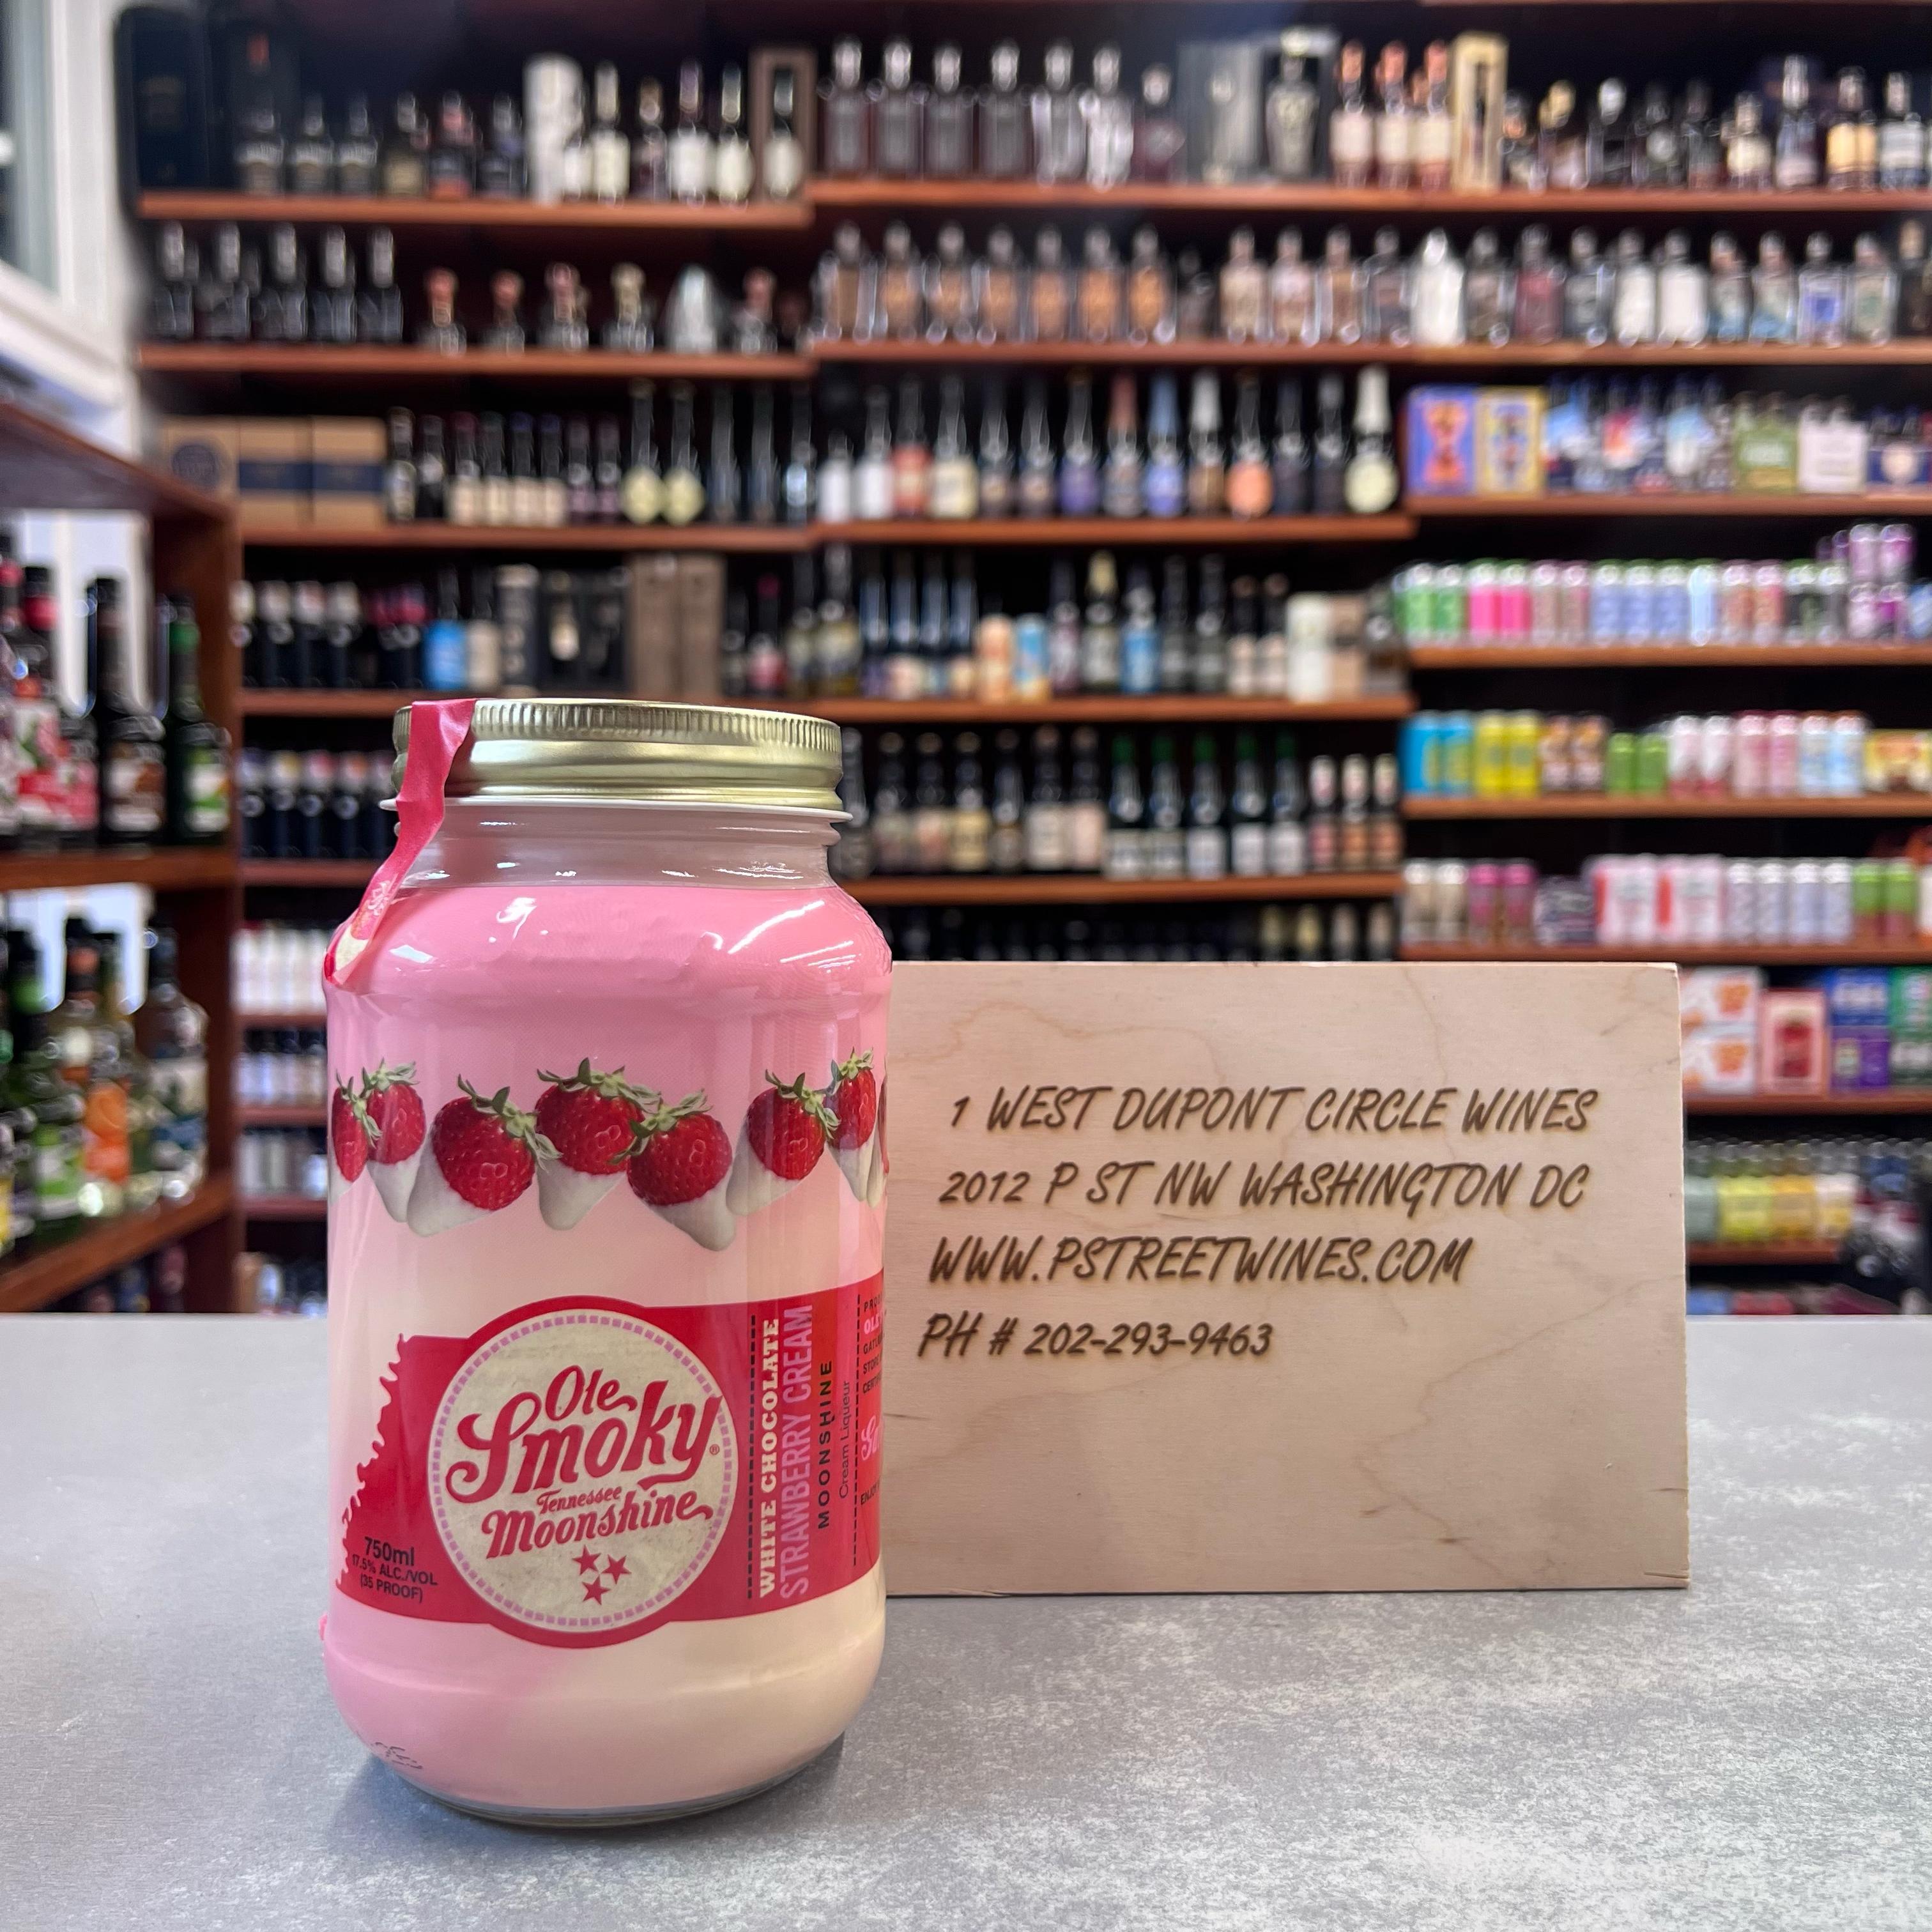 Ole
Smoky®
Tennessee
Moonshine
750ml
17.5% ALC./VOL
(35 PROOF)
WHITE CHOCOLATE
STRAWBERRY CREAM
MOONSHINE
Cream Liqueur
1 WEST DUPONT CIRCLE WINES
2012 P ST NW WASHINGTON DC
WWW.PSTREETWINES.COM
PH # 202-293-9463